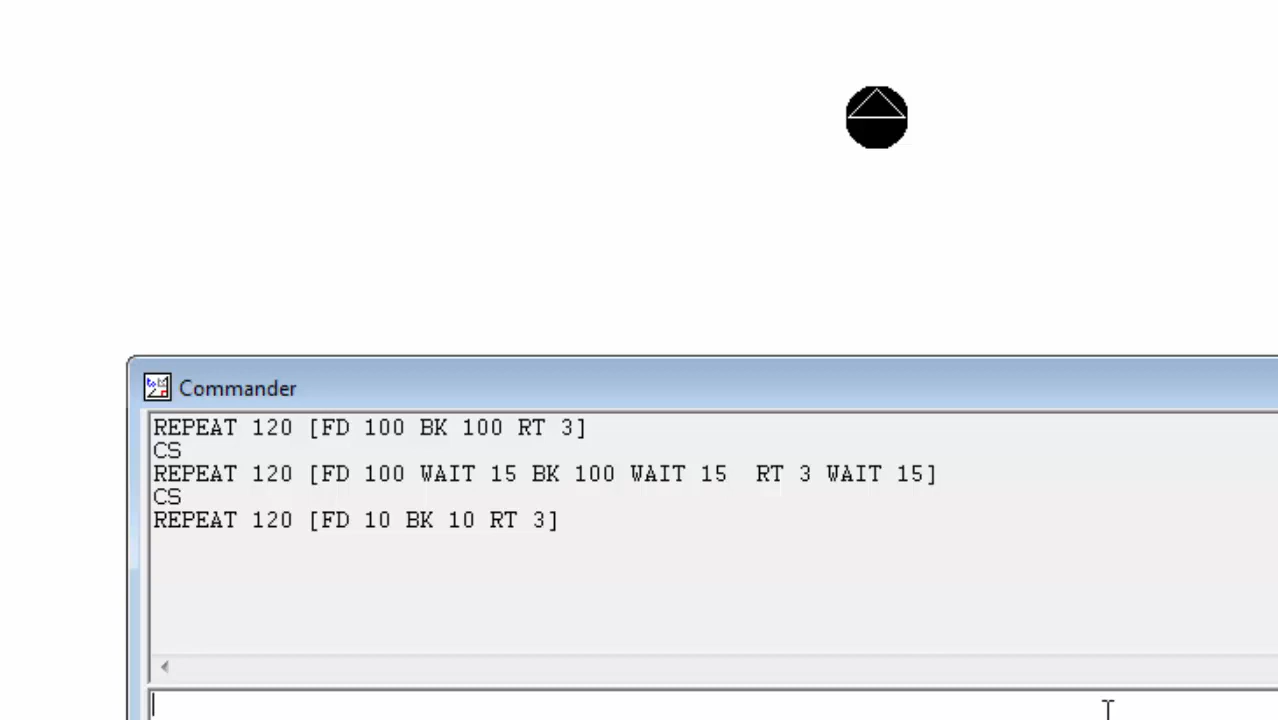 Commander
REPEAT 120 [FD 100 BK 100 RT 3]
CS
REPEAT 120 [FD 100 WAIT 15 BK 100 WAIT 15  RT 3 WAIT 15]
CS
REPEAT 120 [FD 10 BK 10 RT 3]